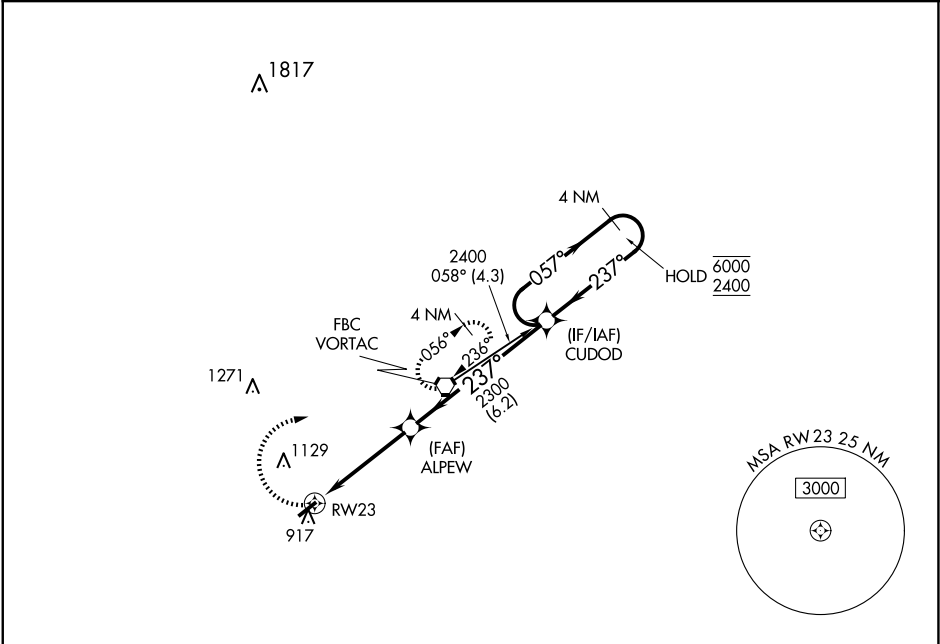 1817
4 NM
057°
237°
HOLD 6000
2400
2400
058° (4.3)
4 NM
FBC
VORTAC
056°
236°
(IF/IAF)
CUDOD
237°
2300
(6.2)
1271
(FAF)
ALPEW
1129
RW23
917
MSA RW23 25 NM
3000